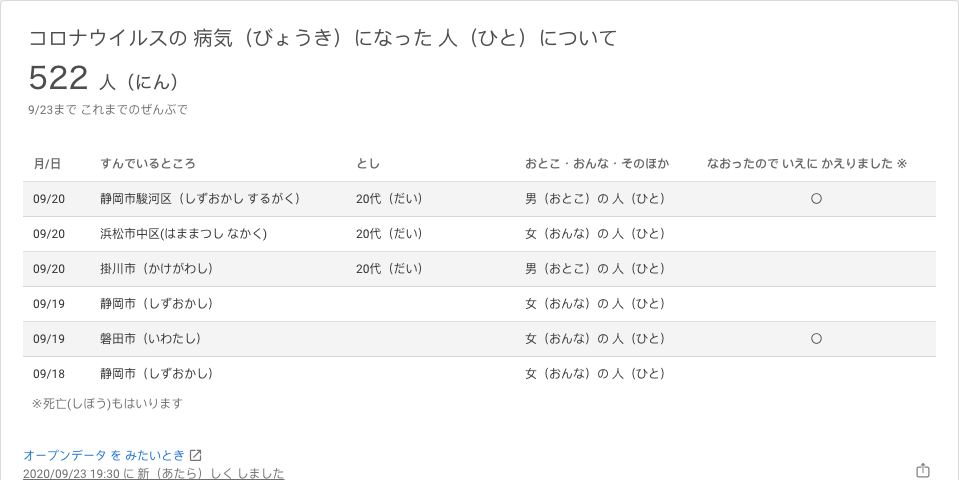 コロナウイルスの 病気（びょうき）になった 人（ひと）について
522 人（にん）
9/23まで これまでのぜんぶで
月/日 すんでいるところ とし おとこ・おんな・そのほか なおったので いえに かえりました ※
09/20 静岡市駿河区（しずおかし するがく） 20代（だい） 男（おとこ）の 人（ひと） 〇
09/20 浜松市中区(はままつし なかく) 20代（だい） 女（おんな）の 人（ひと）
09/20 掛川市（かけがわし） 20代（だい） 男（おとこ）の 人（ひと）
09/19 静岡市（しずおかし） 女（おんな）の 人（ひと）
09/19 磐田市（いわたし） 女（おんな）の 人（ひと） 〇
09/18 静岡市（しずおかし） 女（おんな）の 人（ひと）
※死亡(しぼう)もはいります
オープンデータ を みたいとき
2020/09/23 19:30 に 新（あたら）しく しました